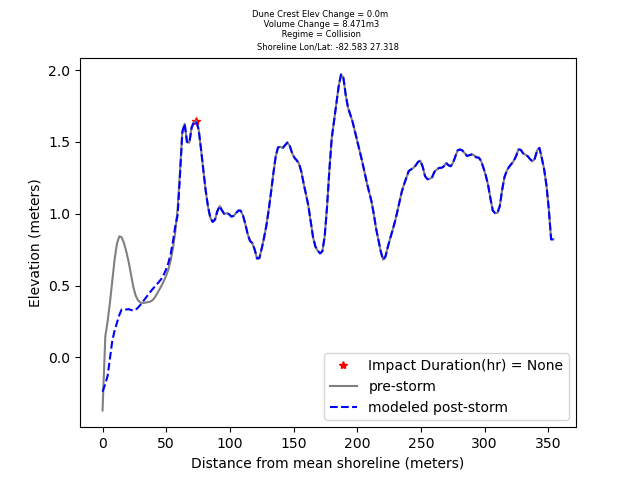 Dune Crest Elev Change = 0.0m
Volume Change = 8.471m3
Regime = Collision
Shoreline Lon/Lat: -82.583 27.318
2.0
1.5
1.0
0.5
0.0
Elevation (meters)
Impact Duration(hr) = None
pre-storm
modeled post-storm
0 50 100 150 200 250 300 350
Distance from mean shoreline (meters)